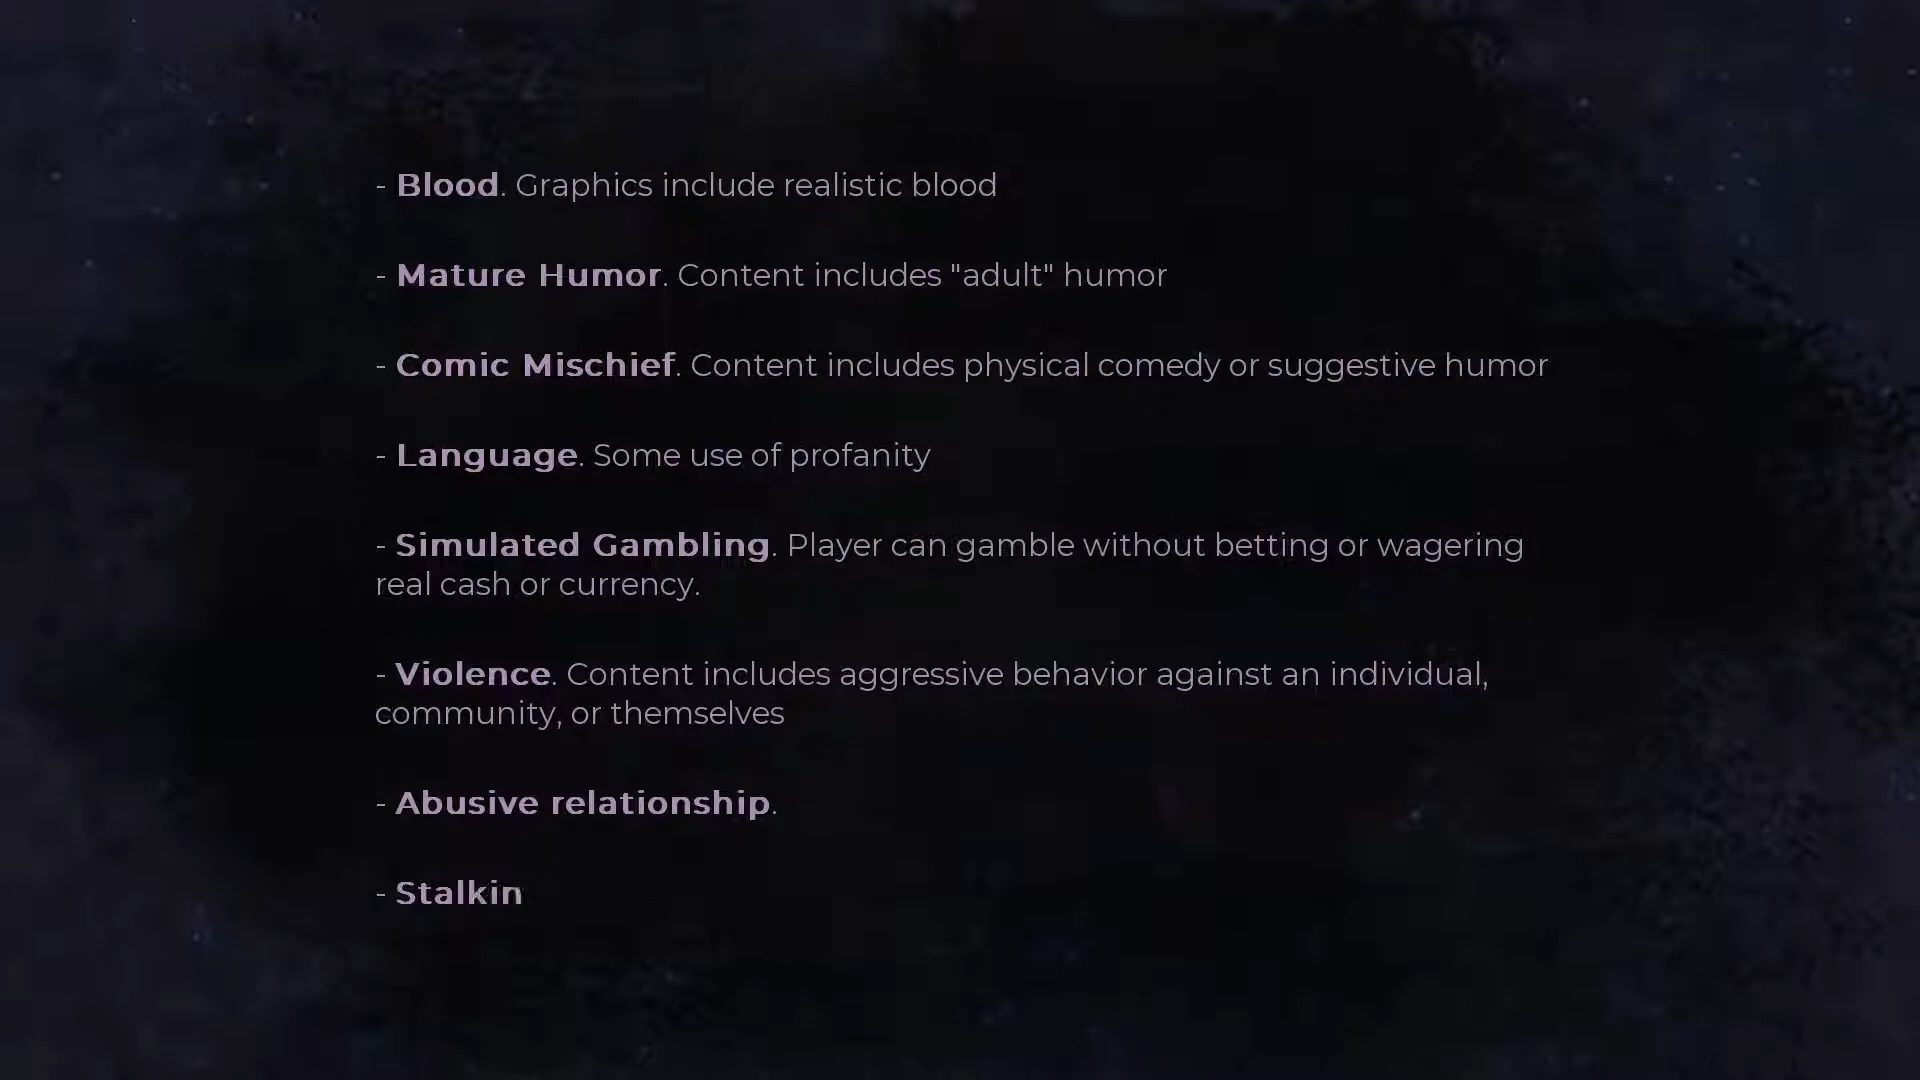 - Blood. Graphics include realistic blood
- Mature Humor. Content includes "adult" humor
- Comic Mischief. Content includes physical comedy or suggestive humor
- Language. Some use of profanity
- Simulated Gambling. Player can gamble without betting or wagering
real cash or currency.
- Violence. Content includes aggressive behavior against an individual,
community, or themselves
- Abusive relationship.
- Stalkin